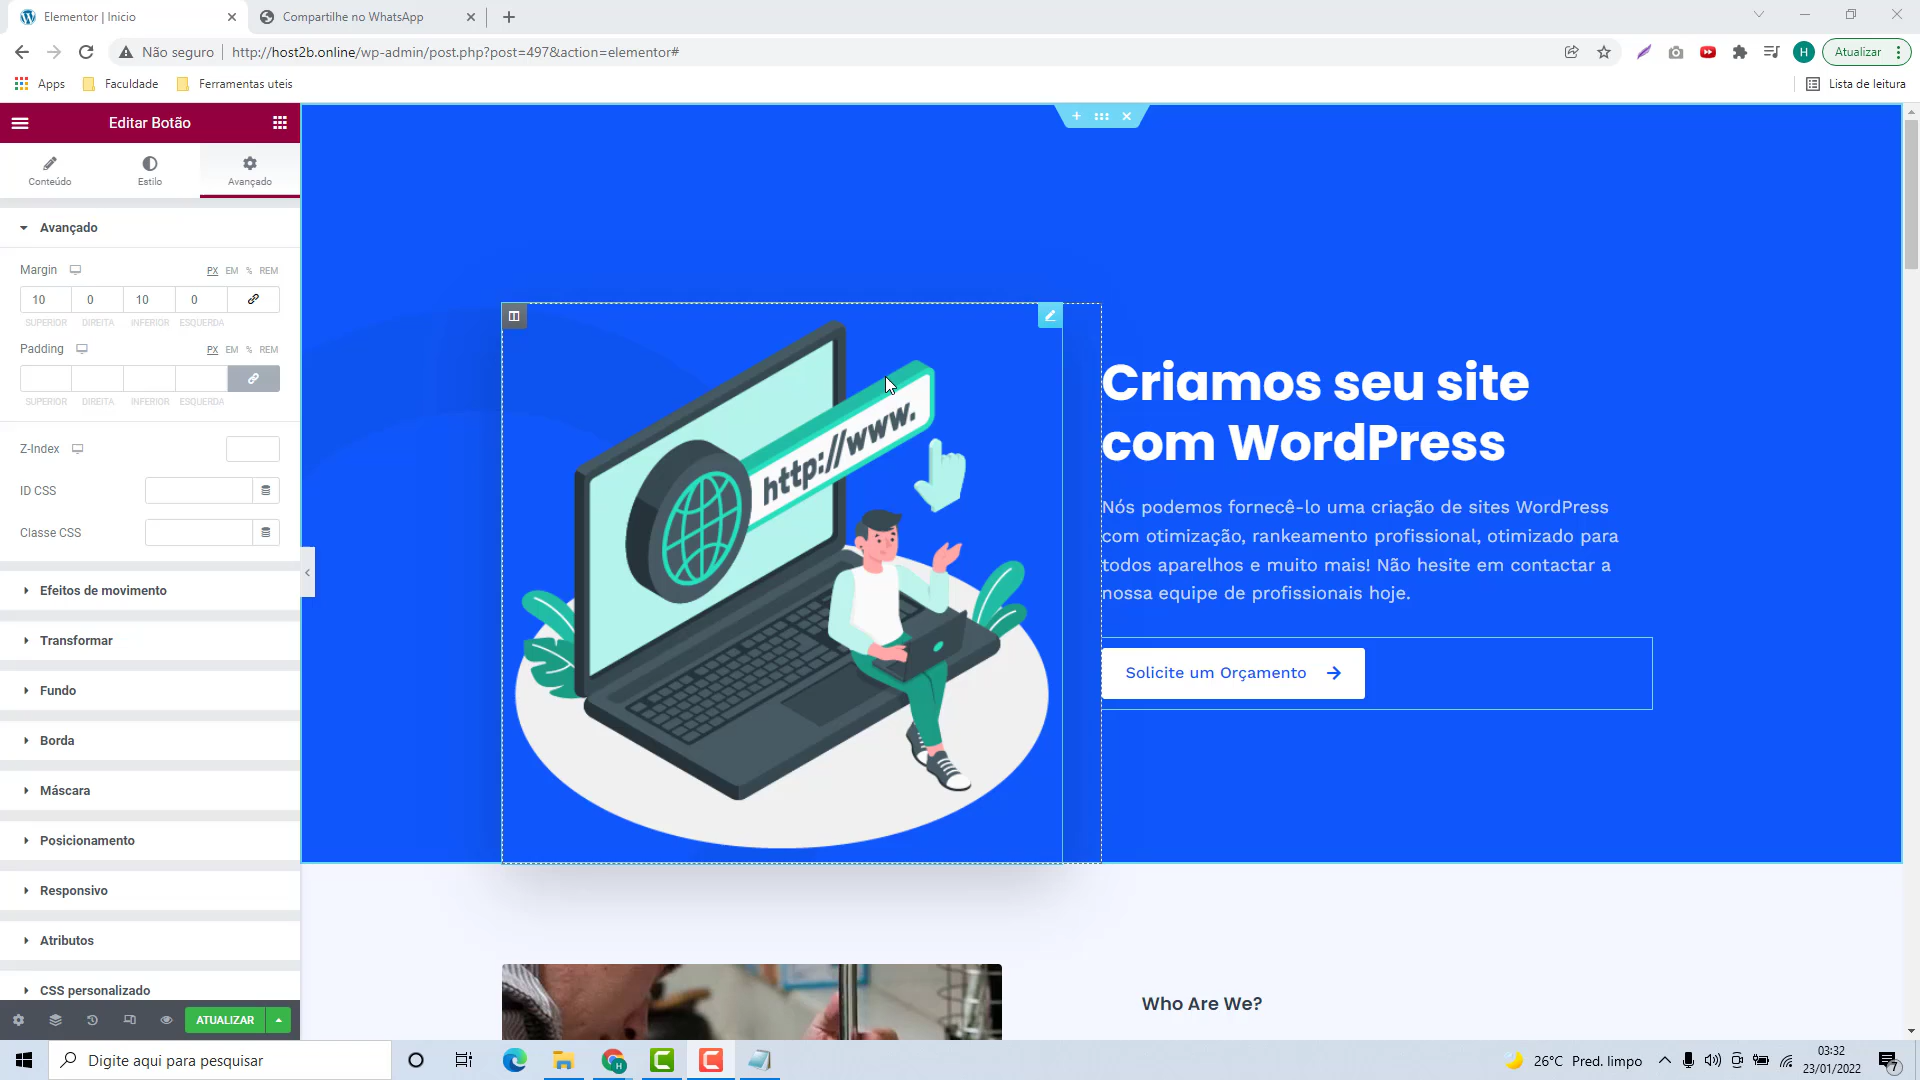 Elementor | Inicio
Compartilhe no WhatsApp
Não seguro
http://host2b.online/wp-admin/post.php?post=497&action=elementor#
H
Atualizar
Apps
Faculdade
Ferramentas uteis
Lista de leitura
Editar Botão
Conteúdo
Estilo
Avançado
Avançado
Margin
PX EM % REM
10 0 10 0
SUPERIOR DIREITA INFERIOR ESQUERDA
Padding
PX EM % REM
SUPERIOR DIREITA INFERIOR ESQUERDA
Z-Index
ID CSS
Classe CSS
Efeitos de movimento
Transformar
Fundo
Borda
Máscara
Posicionamento
Responsivo
Atributos
CSS personalizado
ATUALIZAR
http://www.
Criamos seu site
com WordPress
Nós podemos fornecê-lo uma criação de sites WordPress
com otimização, rankeamento profissional, otimizado para
todos aparelhos e muito mais! Não hesite em contactar a
nossa equipe de profissionais hoje.
Solicite um Orçamento
Who Are We?
Digite aqui para pesquisar
26°C Pred. limpo
03:32
23/01/2022
7